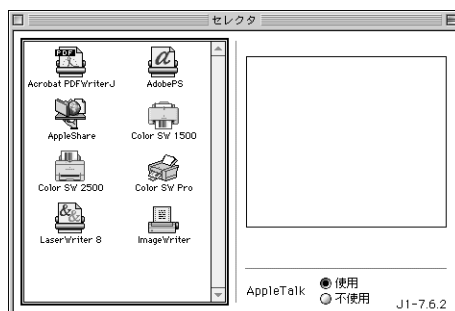 セレクタ
PDF
Acrobat PDFWriterJ
AdobePS
AppleShare
Color SW 1500
Color SW 2500
Color SW Pro
LaserWriter 8
ImageWriter
AppleTalk
使用
不使用
J1-7.6.2